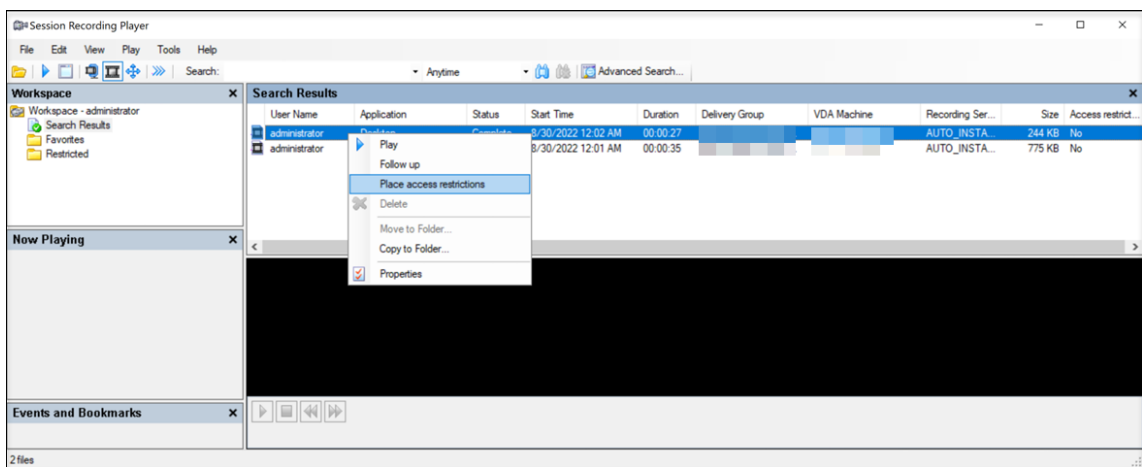 Session Recording Player
File Edit View Play Tools Help
Search: Anytime Advanced Search...
Workspace
Workspace - administrator
Search Results
Favorites
Restricted
Now Playing
Events and Bookmarks
2 files
Search Results
User Name Application Status Start Time Duration Delivery Group VDA Machine Recording Ser... Size Access restrict...
administrator Desktop Complete 8/30/2022 12:02 AM 00:00:27 AUTO_INSTA... 244 KB No
administrator 8/30/2022 12:01 AM 00:00:35 AUTO_INSTA... 775 KB No
Play
Follow up
Place access restrictions
Delete
Move to Folder...
Copy to Folder...
Properties